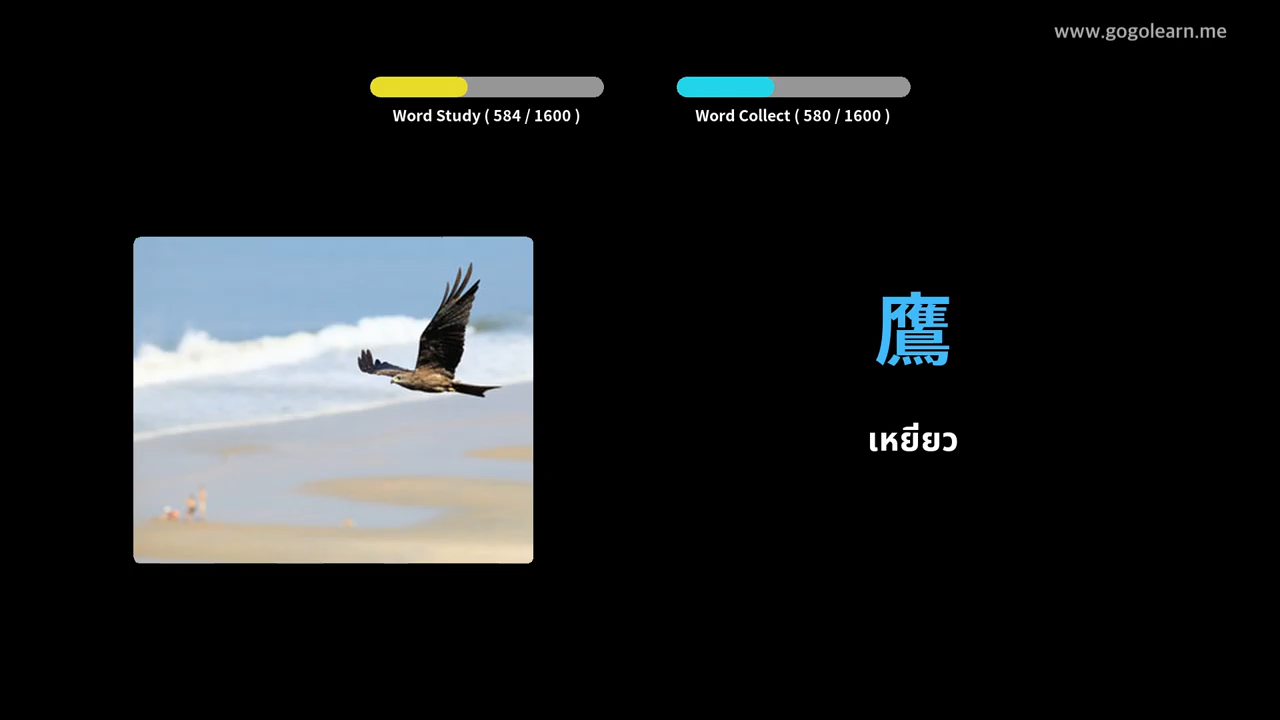 www.gogolearn.me
Word Study ( 584 / 1600 )
Word Collect ( 580 / 1600 )
鷹
เหยี่ยว